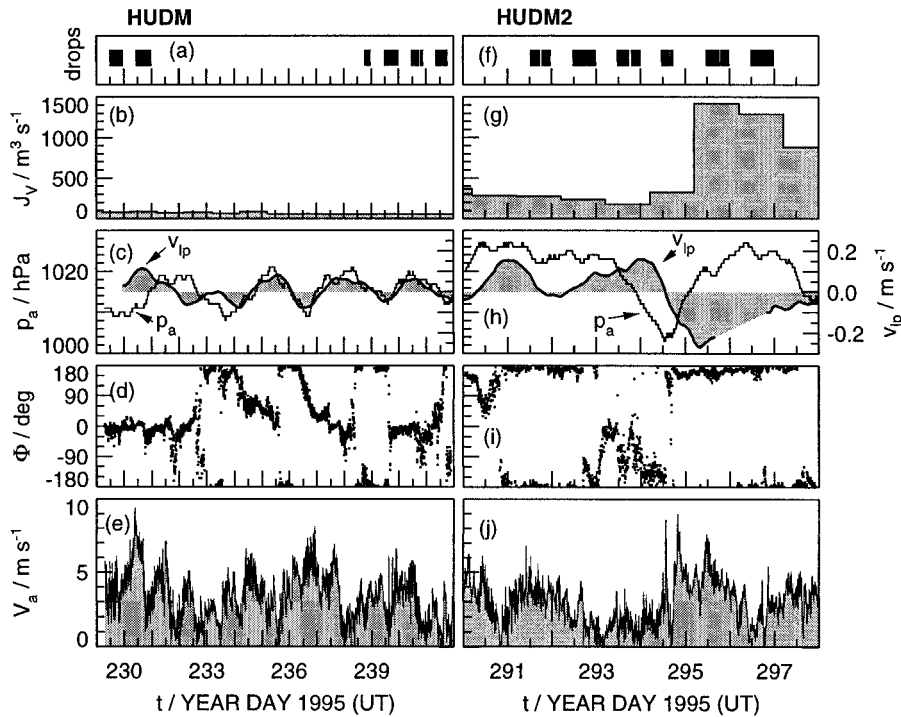 HUDM HUDM2
drops (a) (f)
J_V / m³ s⁻¹ 1500 1000 500 0 (b) (g)
p_a / hPa 1020 1000 (c) v_lp p_a (h) v_lp p_a 0.2 0.0 -0.2 v_lp / m s⁻¹
Φ / deg 180 90 0 -90 -180 (d) (i)
V_a / m s⁻¹ 10 5 0 (e) (j)
230 233 236 239 291 293 295 297
t / YEAR DAY 1995 (UT) t / YEAR DAY 1995 (UT)